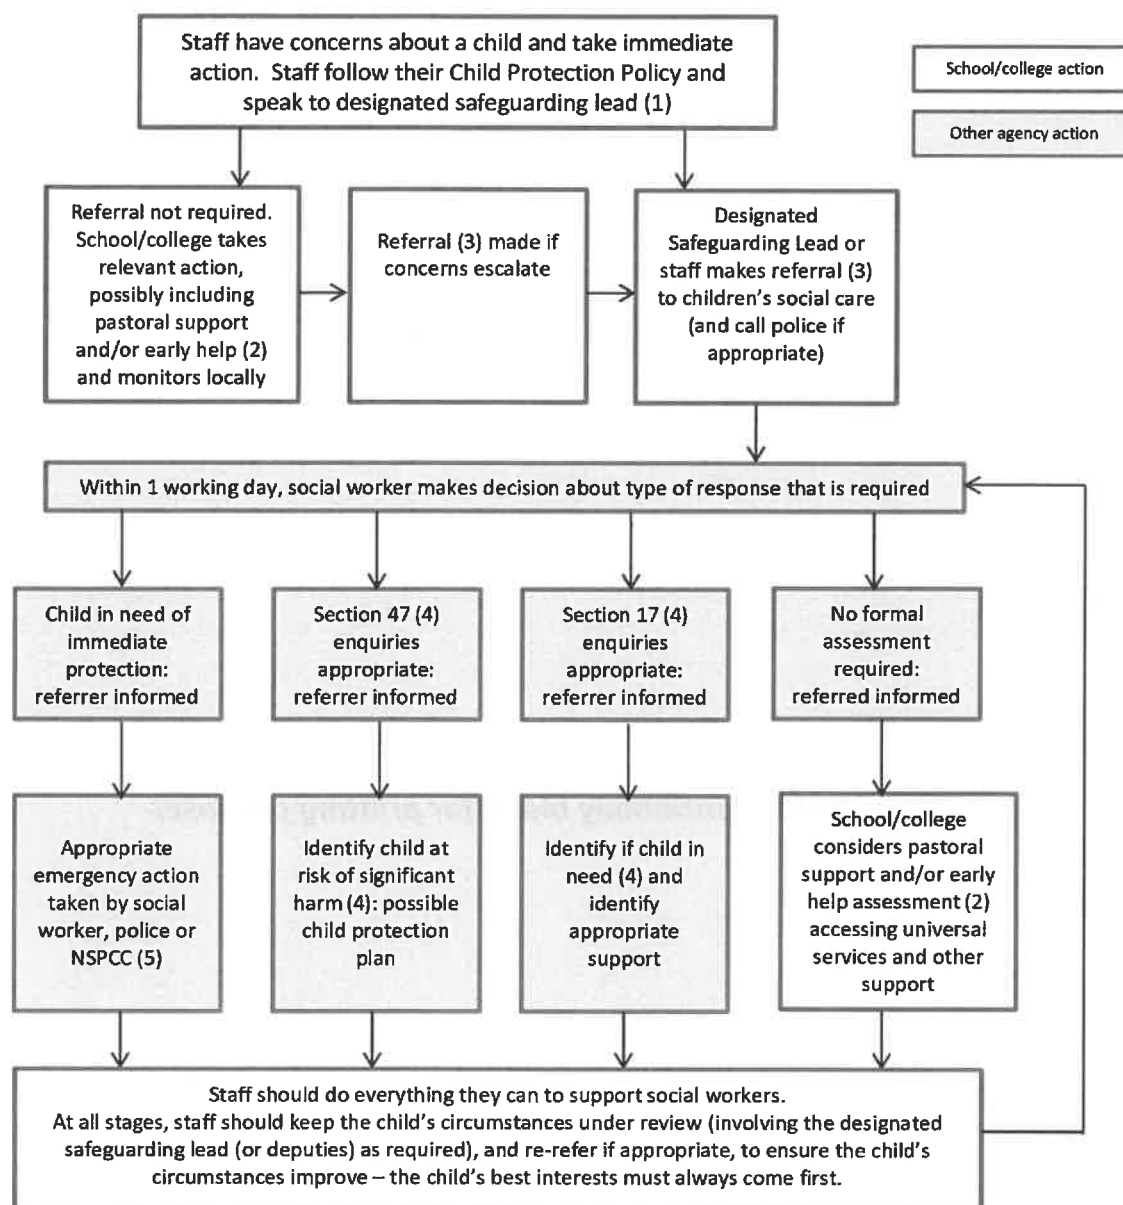 Staff have concerns about a child and take immediate
action. Staff follow their Child Protection Policy and
speak to designated safeguarding lead (1)
School/college action
Other agency action
Referral not required.
School/college takes
relevant action,
possibly including
pastoral support
and/or early help (2)
and monitors locally
Referral (3) made if
concerns escalate
Designated
Safeguarding Lead or
staff makes referral (3)
to children's social care
(and call police if
appropriate)
Within 1 working day, social worker makes decision about type of response that is required
Child in need of
immediate
protection:
referrer informed
Section 47 (4)
enquiries
appropriate:
referrer informed
Section 17 (4)
enquiries
appropriate:
referrer informed
No formal
assessment
required:
referred informed
Appropriate
emergency action
taken by social
worker, police or
NSPCC (5)
Identify child at
risk of significant
harm (4): possible
child protection
plan
Identify if child in
need (4) and
identify
appropriate
support
School/college
considers pastoral
support and/or early
help assessment (2)
accessing universal
services and other
support
Staff should do everything they can to support social workers.
At all stages, staff should keep the child's circumstances under review (involving the designated
safeguarding lead (or deputies) as required), and re-refer if appropriate, to ensure the child's
circumstances improve – the child's best interests must always come first.